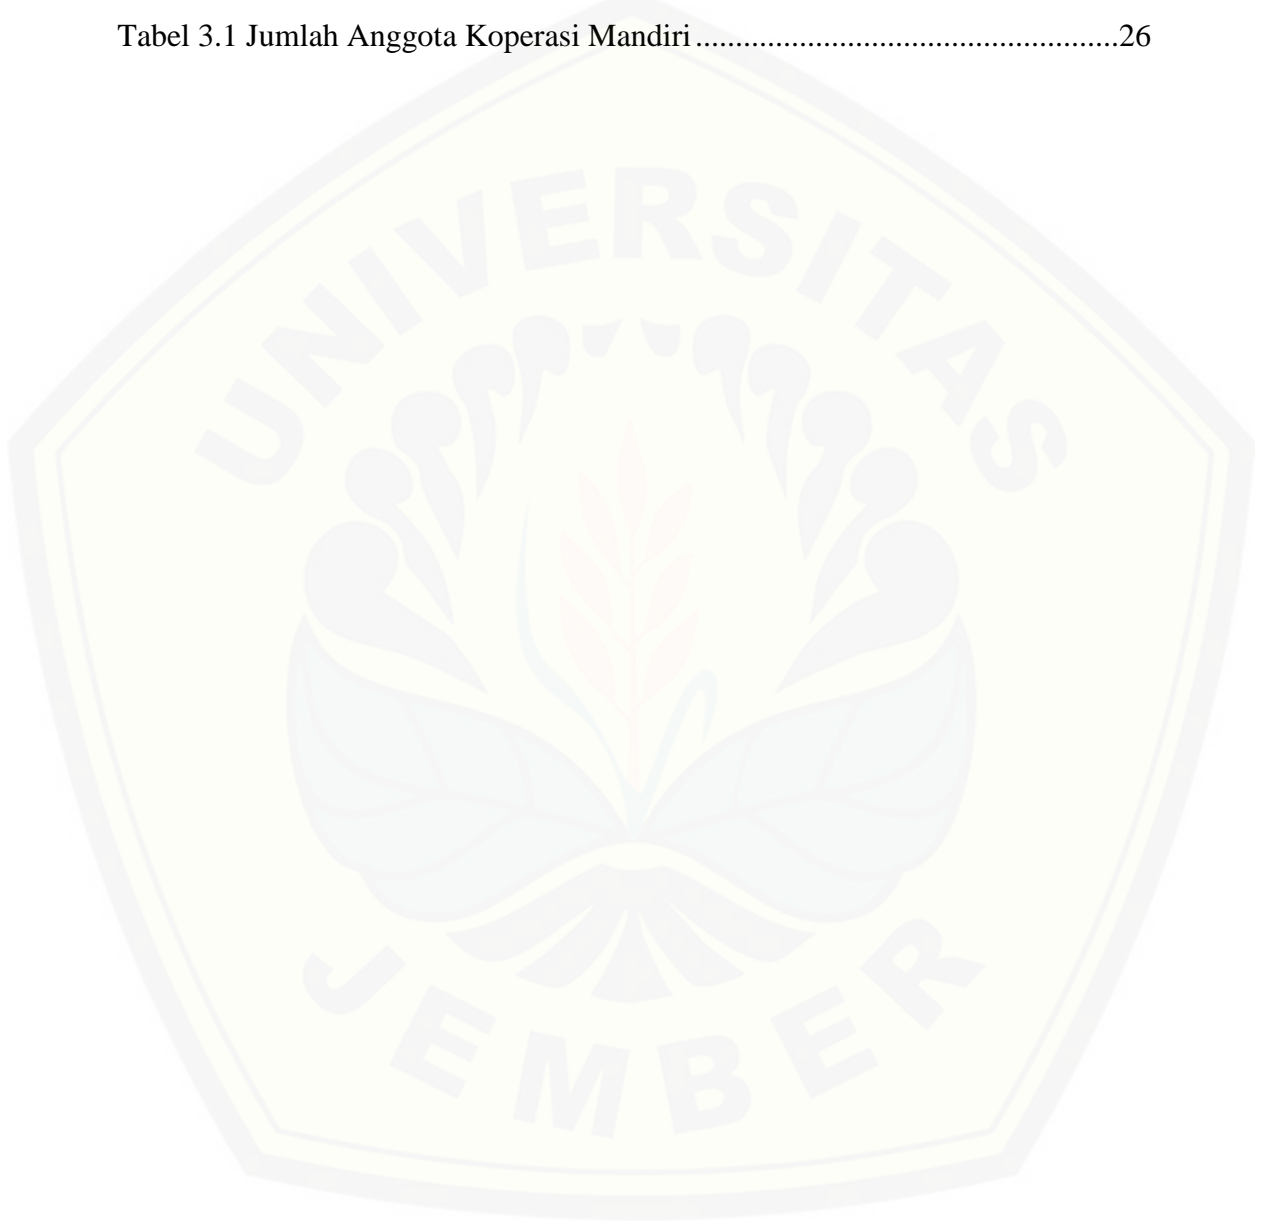 Tabel 3.1 Jumlah Anggota Koperasi Mandiri.....................................................26
UNIVERSITAS
JEMBER